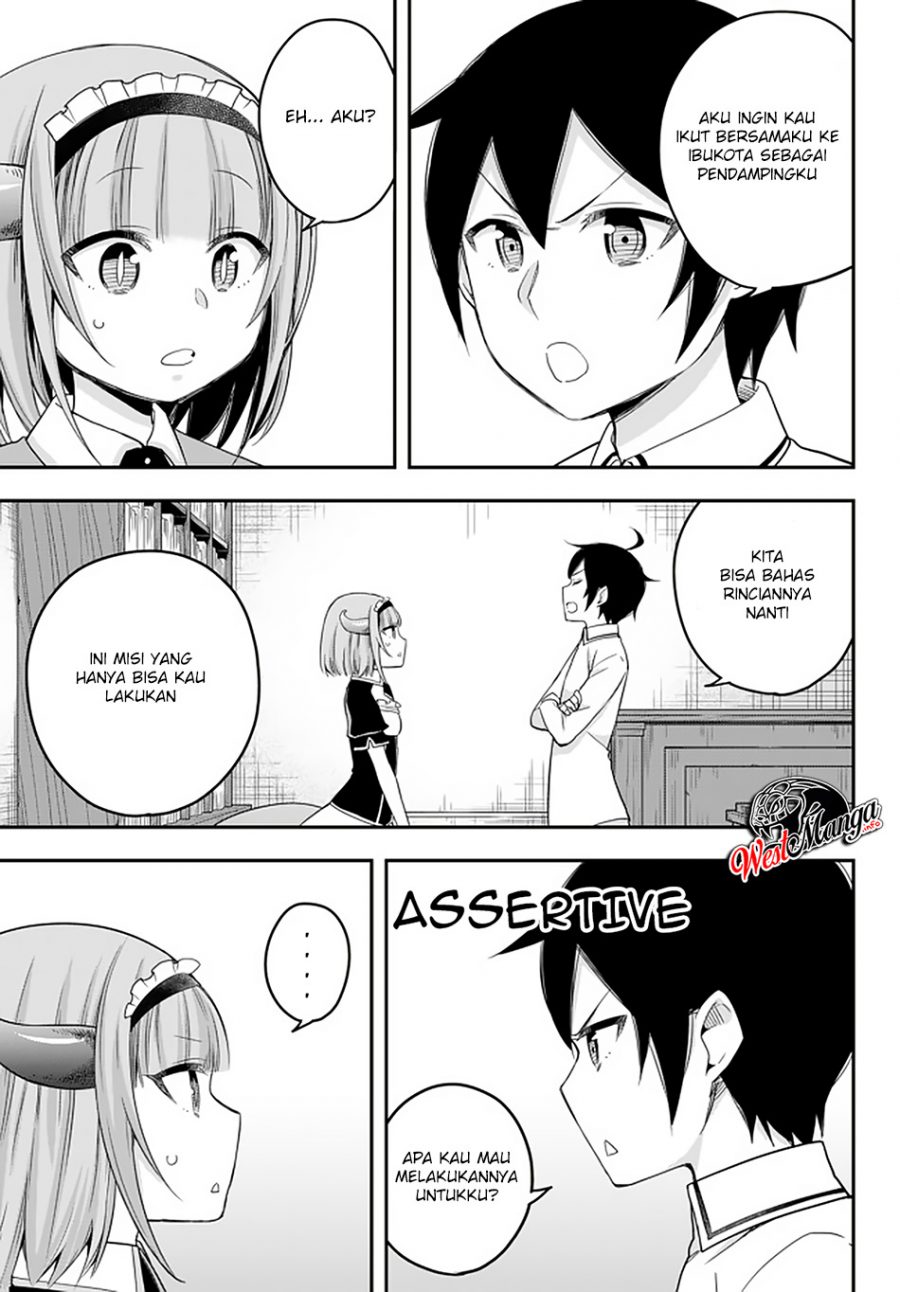 AKU INGIN KAU
IKUT BERSAMAKU KE
IBUKOTA SEBAGAI
PENDAMPINGKU
EH... AKU?
KITA
BISA BAHAS
RINCIANNYA
NANTI
INI MISI YANG
HANYA BISA KAU
LAKUKAN
WestManga
.info
ASSERTIVE
APA KAU MAU
MELAKUKANNYA
UNTUKKU?
....